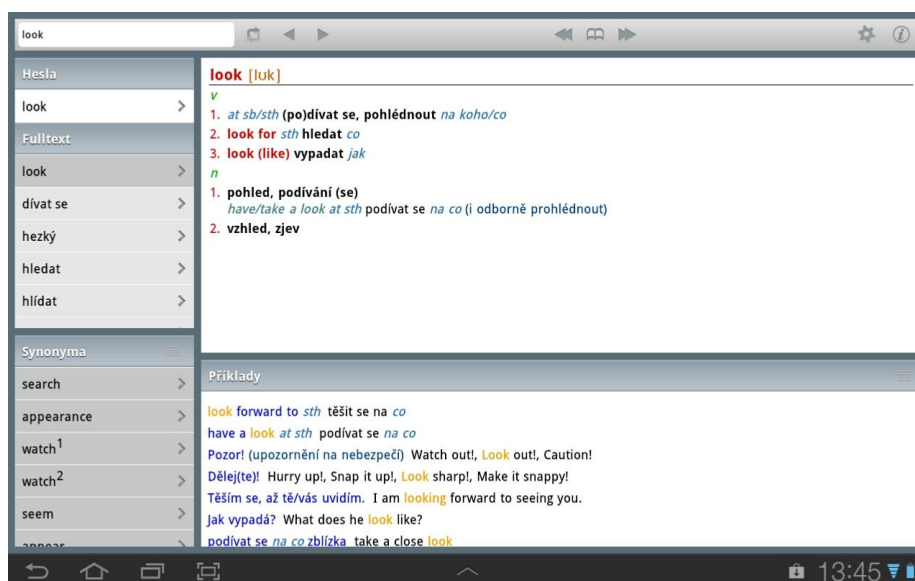 look
Hesla
look
Fulltext
look
dívat se
hezký
hledat
hlídat
Synonyma
search
appearance
watch1
watch2
seem
appear
look [lʊk]
v
1. at sb/sth (po)dívat se, pohlédnout na koho/co
2. look for sth hledat co
3. look (like) vypadat jak
n
1. pohled, podívání (se)
have/take a look at sth podívat se na co (i odborně prohlédnout)
2. vzhled, zjev
Příklady
look forward to sth těšit se na co
have a look at sth podívat se na co
Pozor! (upozornění na nebezpečí) Watch out!, Look out!, Caution!
Dělej(te)! Hurry up!, Snap it up!, Look sharp!, Make it snappy!
Těším se, až tě/vás uvidím. I am looking forward to seeing you.
Jak vypadá? What does he look like?
podívat se na co zblízka take a close look
13:45